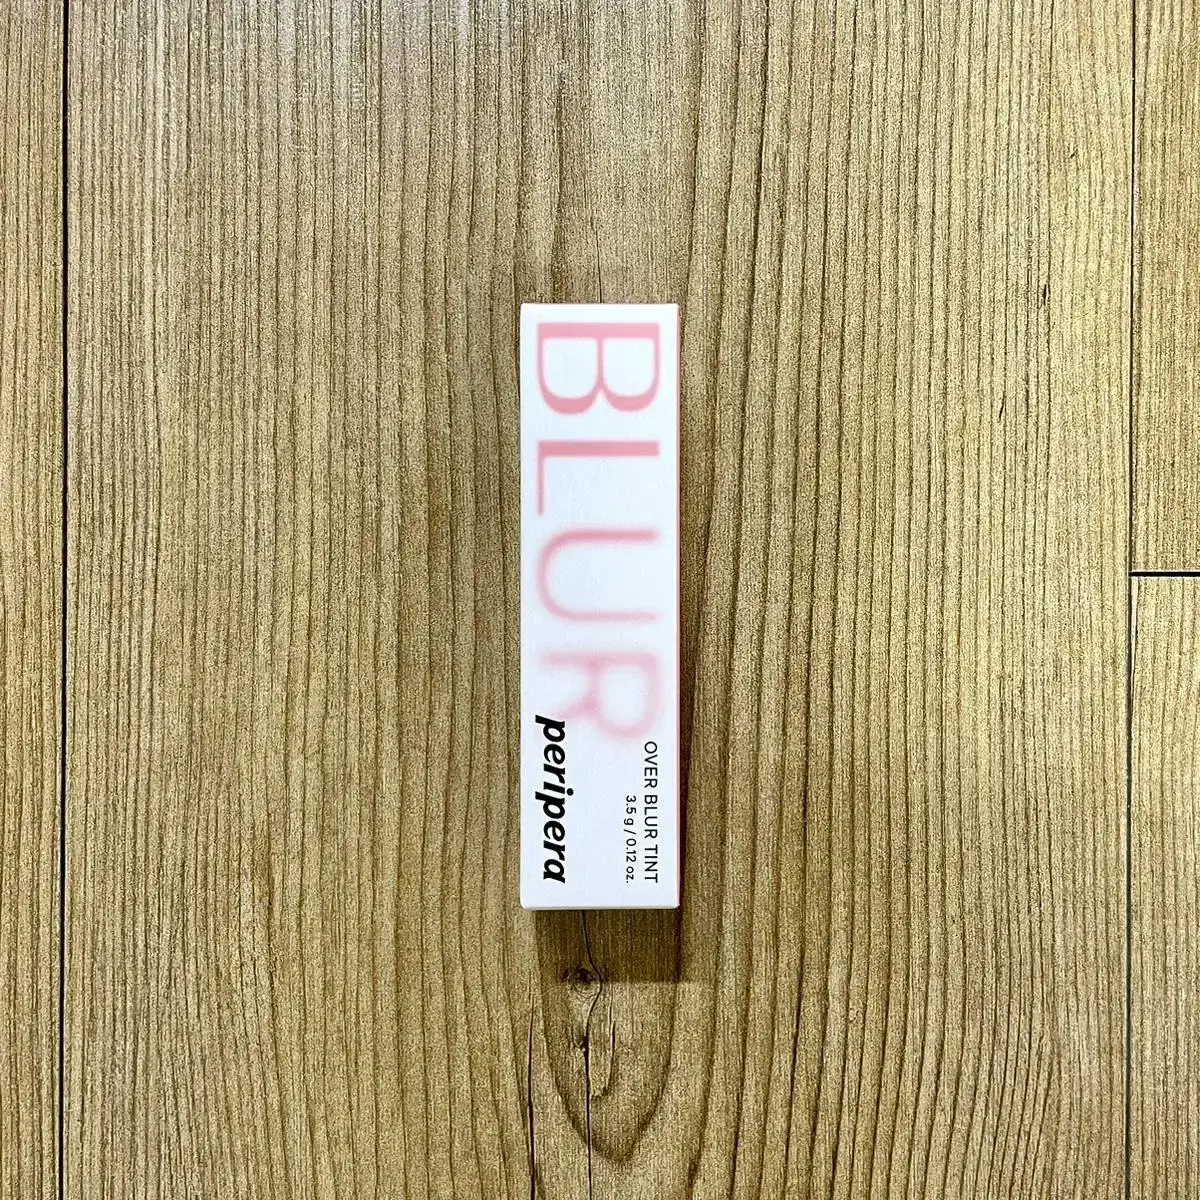 BLUR
OVER BLUR TINT
3.5 g / 0.12 oz.
peripera